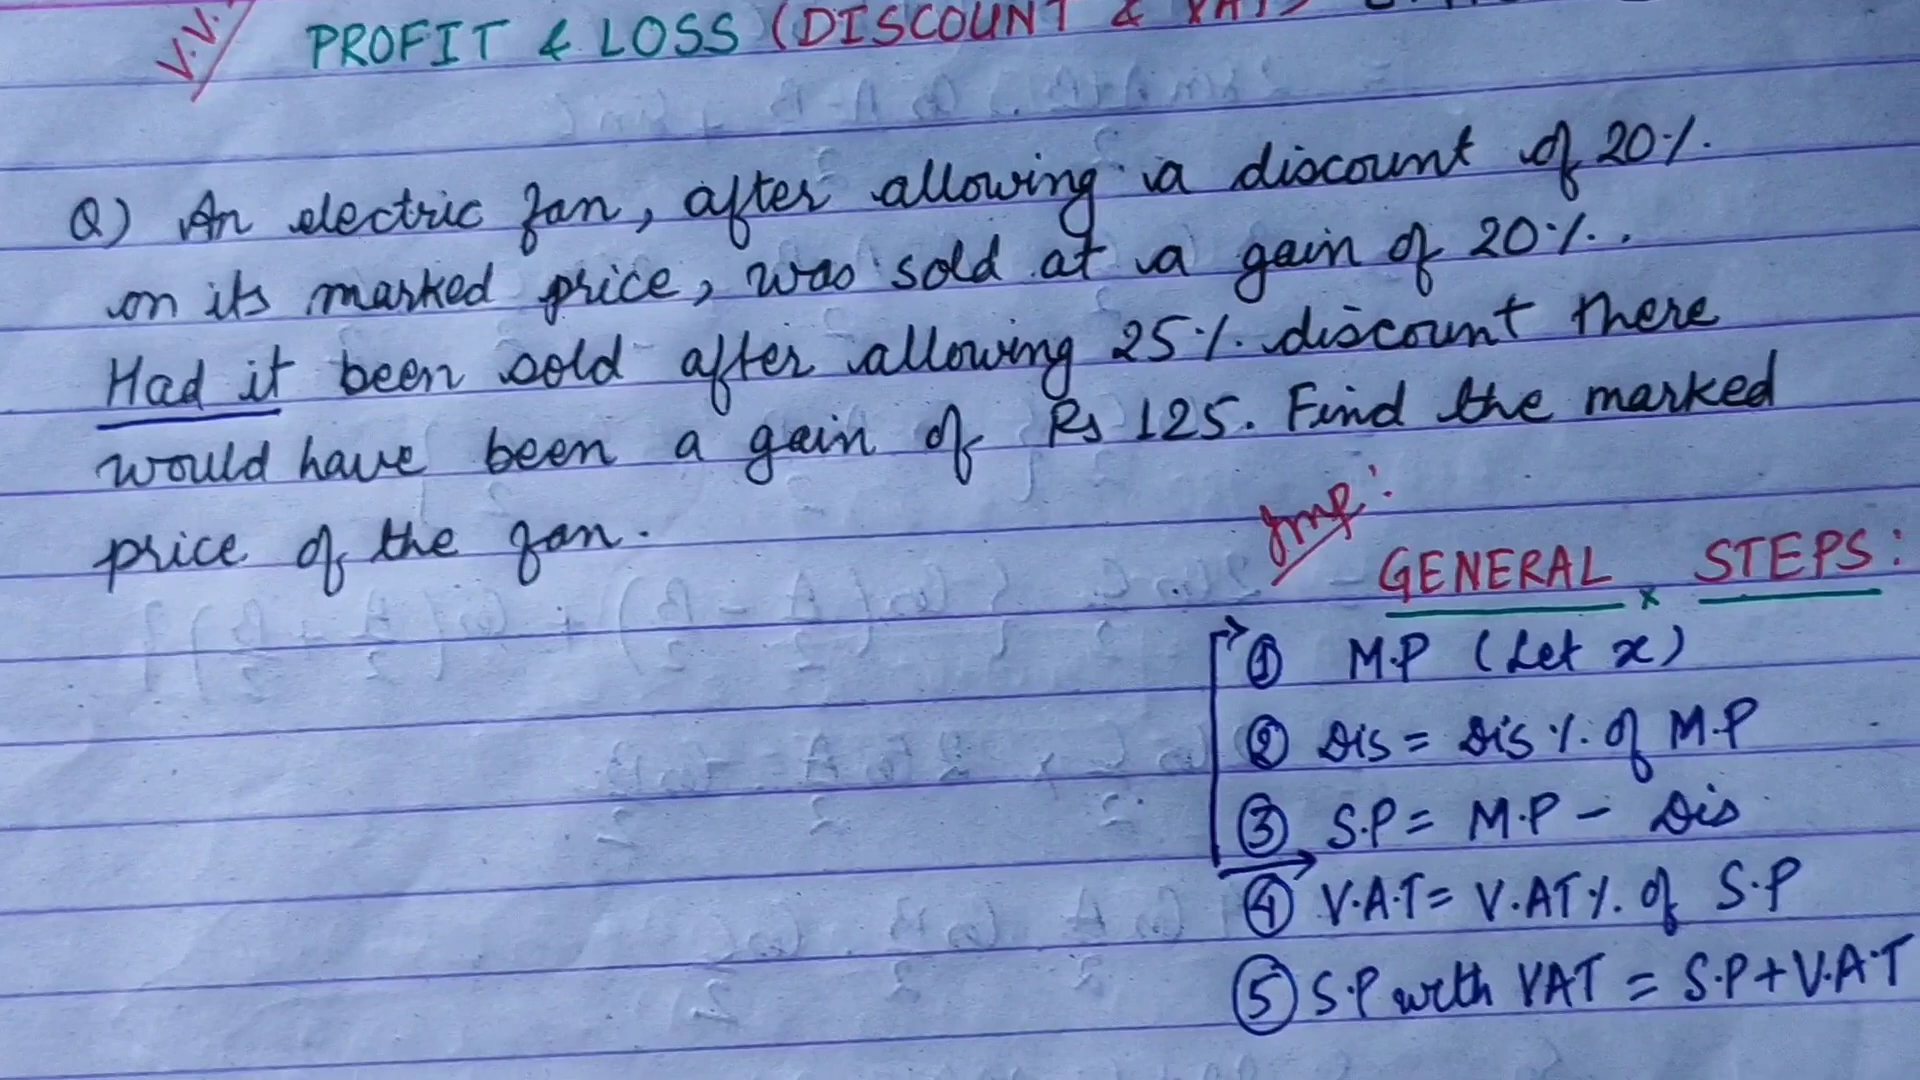 V.V.
PROFIT & LOSS (DISCOUNT & VAT)
Q) An electric fan, after allowing a discount of 20%.
on its marked price, was sold at a gain of 20%..
Had it been sold after allowing 25%. discount there
would have been a gain of Rs 125. Find the marked
price of the fan.
Imp:
GENERAL STEPS:
① M.P (Let x)
② Dis = Dis %. of M.P
③ S.P = M.P - Dis
④ V.A.T = V.AT %. of S.P
⑤ S.P with VAT = S.P + V.A.T